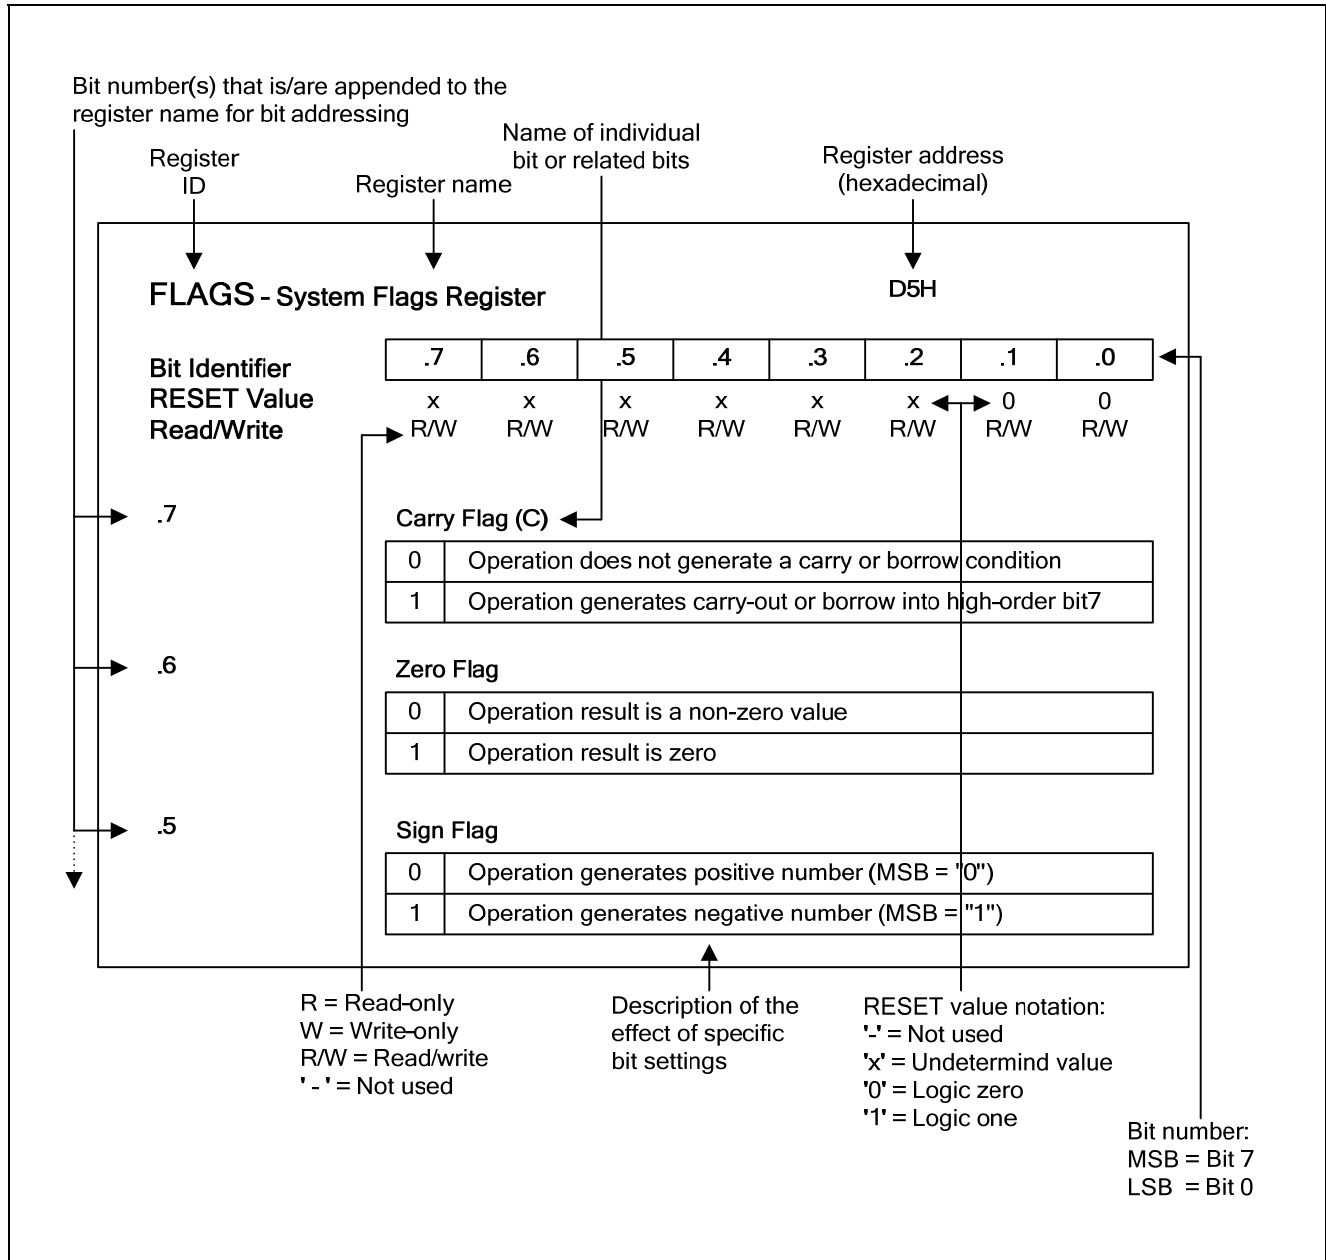 Bit number(s) that is/are appended to the
register name for bit addressing
Register
ID
Register name
Name of individual
bit or related bits
Register address
(hexadecimal)
FLAGS - System Flags Register
D5H
Bit Identifier
.7 .6 .5 .4 .3 .2 .1 .0
RESET Value
x x x x x x 0 0
Read/Write
R/W R/W R/W R/W R/W R/W R/W R/W
.7
Carry Flag (C)
0 Operation does not generate a carry or borrow condition
1 Operation generates carry-out or borrow into high-order bit7
.6
Zero Flag
0 Operation result is a non-zero value
1 Operation result is zero
.5
Sign Flag
0 Operation generates positive number (MSB = "0")
1 Operation generates negative number (MSB = "1")
R = Read-only
W = Write-only
R/W = Read/write
' - ' = Not used
Description of the
effect of specific
bit settings
RESET value notation:
'-' = Not used
'x' = Undetermind value
'0' = Logic zero
'1' = Logic one
Bit number:
MSB = Bit 7
LSB = Bit 0